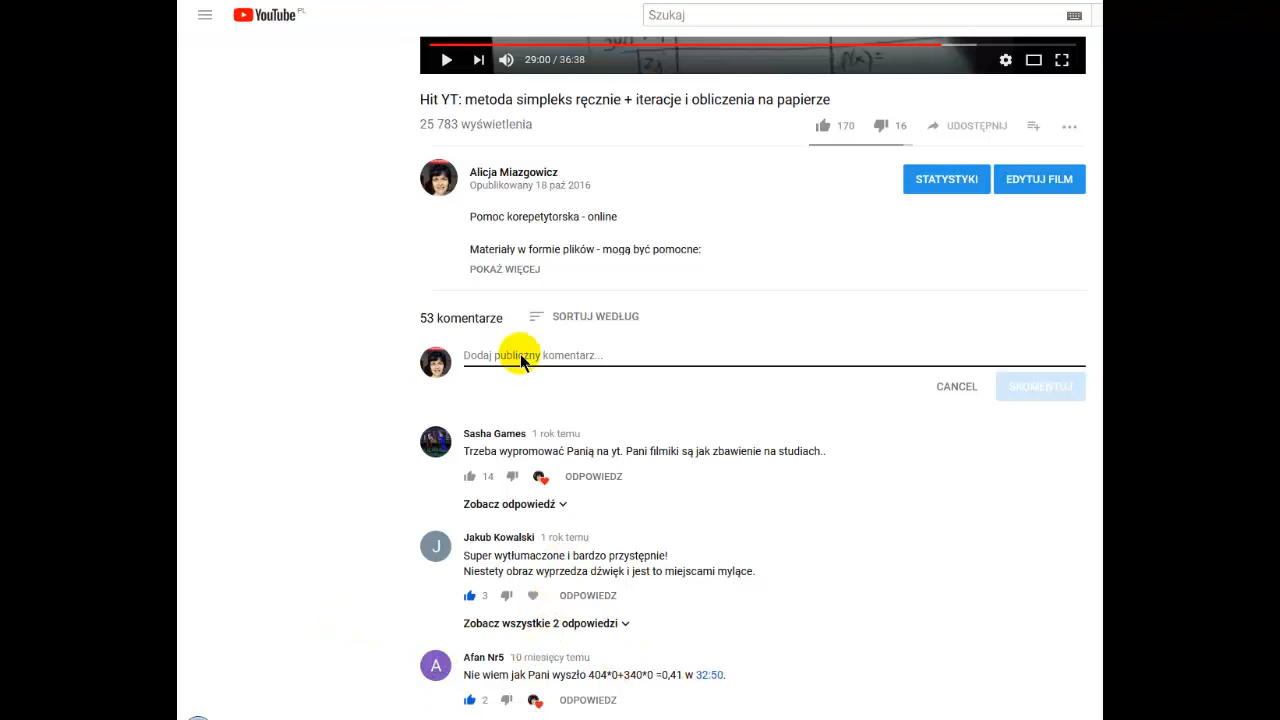 YouTube PL
Szukaj
f(x)=
29:00 / 36:38
Hit YT: metoda simpleks ręcznie + iteracje i obliczenia na papierze
25 783 wyświetlenia
170
16
UDOSTĘPNIJ
Alicja Miazgowicz
Opublikowany 18 paź 2016
STATYSTYKI
EDYTUJ FILM
Pomoc korepetytorska - online
Materiały w formie plików - mogą być pomocne:
POKAŻ WIĘCEJ
53 komentarze
SORTUJ WEDŁUG
Dodaj publiczny komentarz...
CANCEL
SKOMENTUJ
Sasha Games 1 rok temu
Trzeba wypromować Panią na yt. Pani filmiki są jak zbawienie na studiach..
14
ODPOWIEDZ
Zobacz odpowiedź
J
Jakub Kowalski 1 rok temu
Super wytłumaczone i bardzo przystępnie!
Niestety obraz wyprzedza dźwięk i jest to miejscami mylące.
3
ODPOWIEDZ
Zobacz wszystkie 2 odpowiedzi
A
Afan Nr5 10 miesięcy temu
Nie wiem jak Pani wyszło 404*0+340*0 =0,41 w 32:50.
2
ODPOWIEDZ